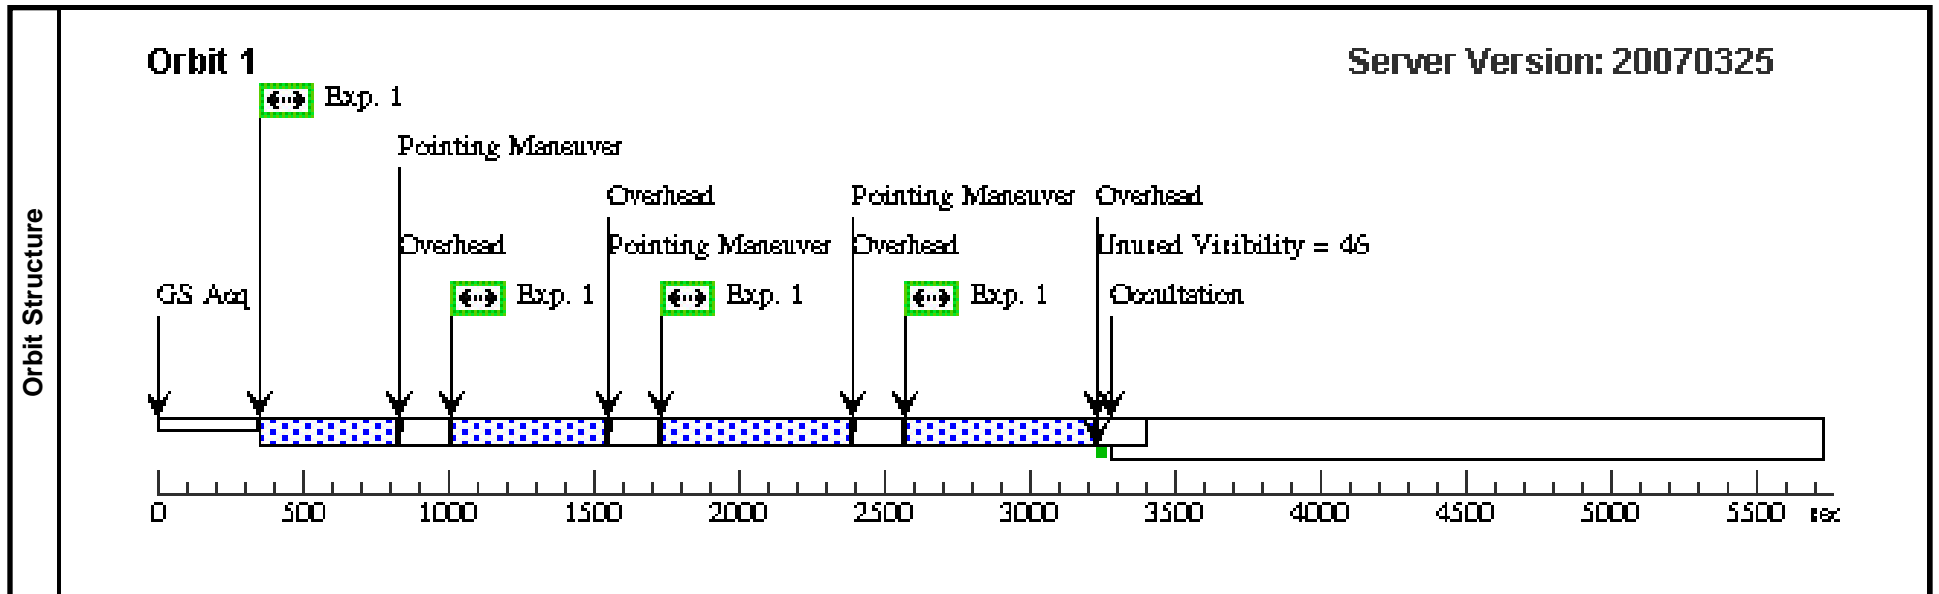 Orbit Structure
Orbit 1
Server Version: 20070325
Exp. 1
Pointing Maneuver
Overhead
Pointing Maneuver
Overhead
Overhead
Pointing Maneuver
Overhead
Unused Visibility = 46
GS Acq
Exp. 1
Exp. 1
Exp. 1
Occultation
0 500 1000 1500 2000 2500 3000 3500 4000 4500 5000 5500 sec